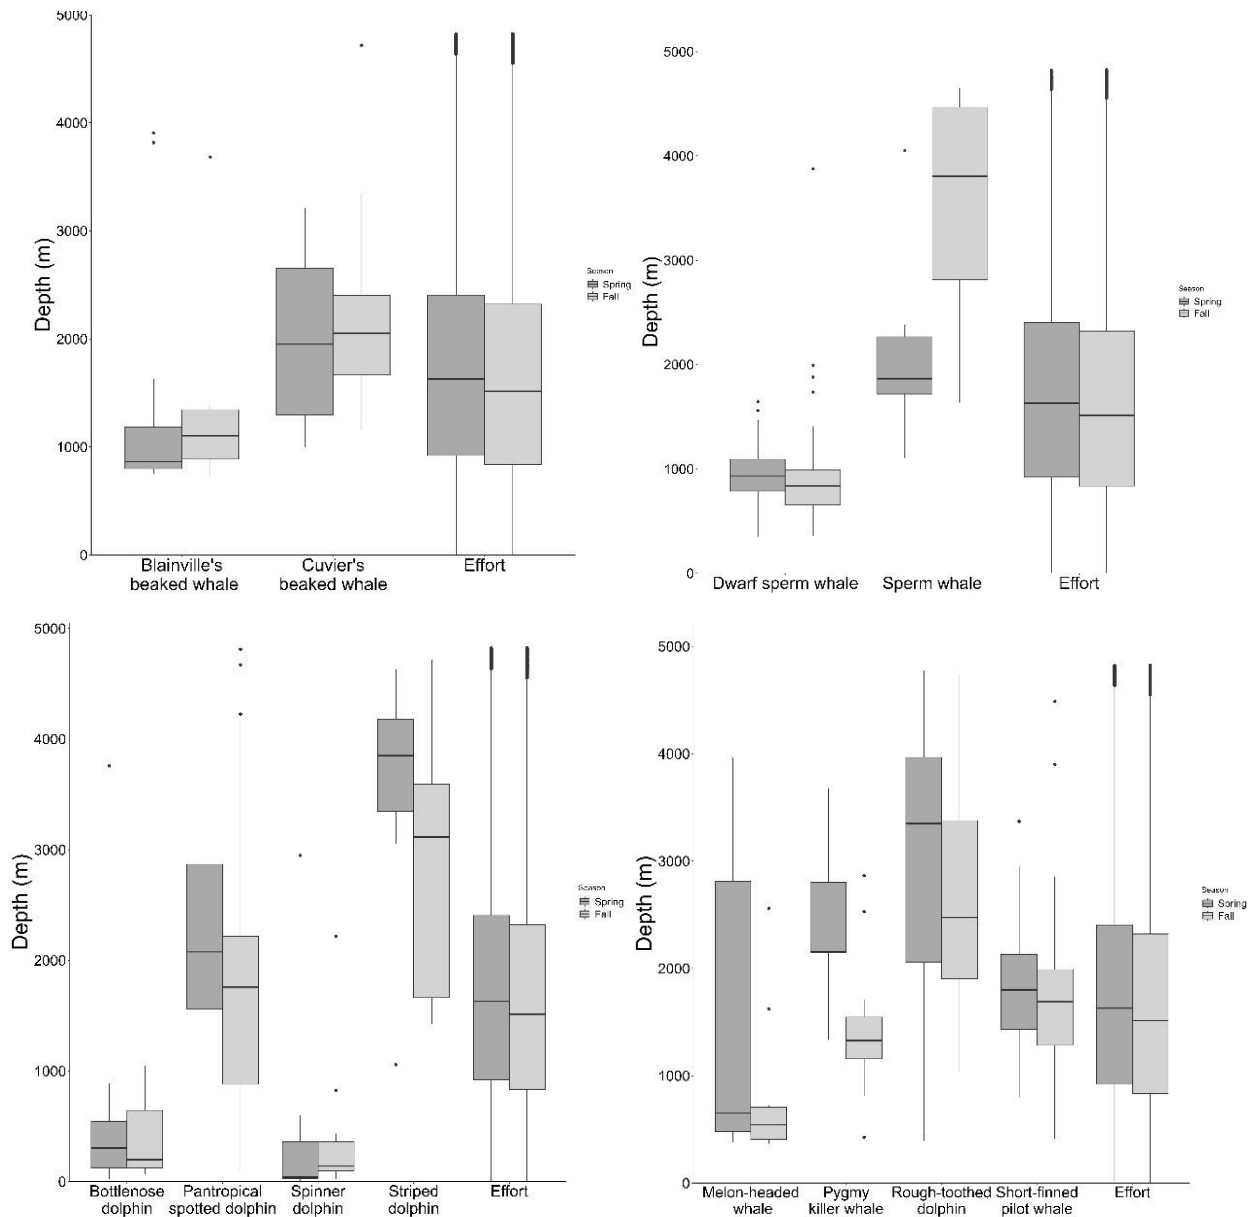 5000
4000
3000
2000
1000
0
Depth (m)
Blainville's
beaked whale
Cuvier's
beaked whale
Effort
Season
Spring
Fall
5000
4000
3000
2000
1000
0
Depth (m)
Dwarf sperm whale
Sperm whale
Effort
Season
Spring
Fall
5000
4000
3000
2000
1000
0
Depth (m)
Bottlenose
dolphin
Pantropical
spotted dolphin
Spinner
dolphin
Striped
dolphin
Effort
Season
Spring
Fall
5000
4000
3000
2000
1000
0
Depth (m)
Melon-headed
whale
Pygmy
killer whale
Rough-toothed
dolphin
Short-finned
pilot whale
Effort
Season
Spring
Fall